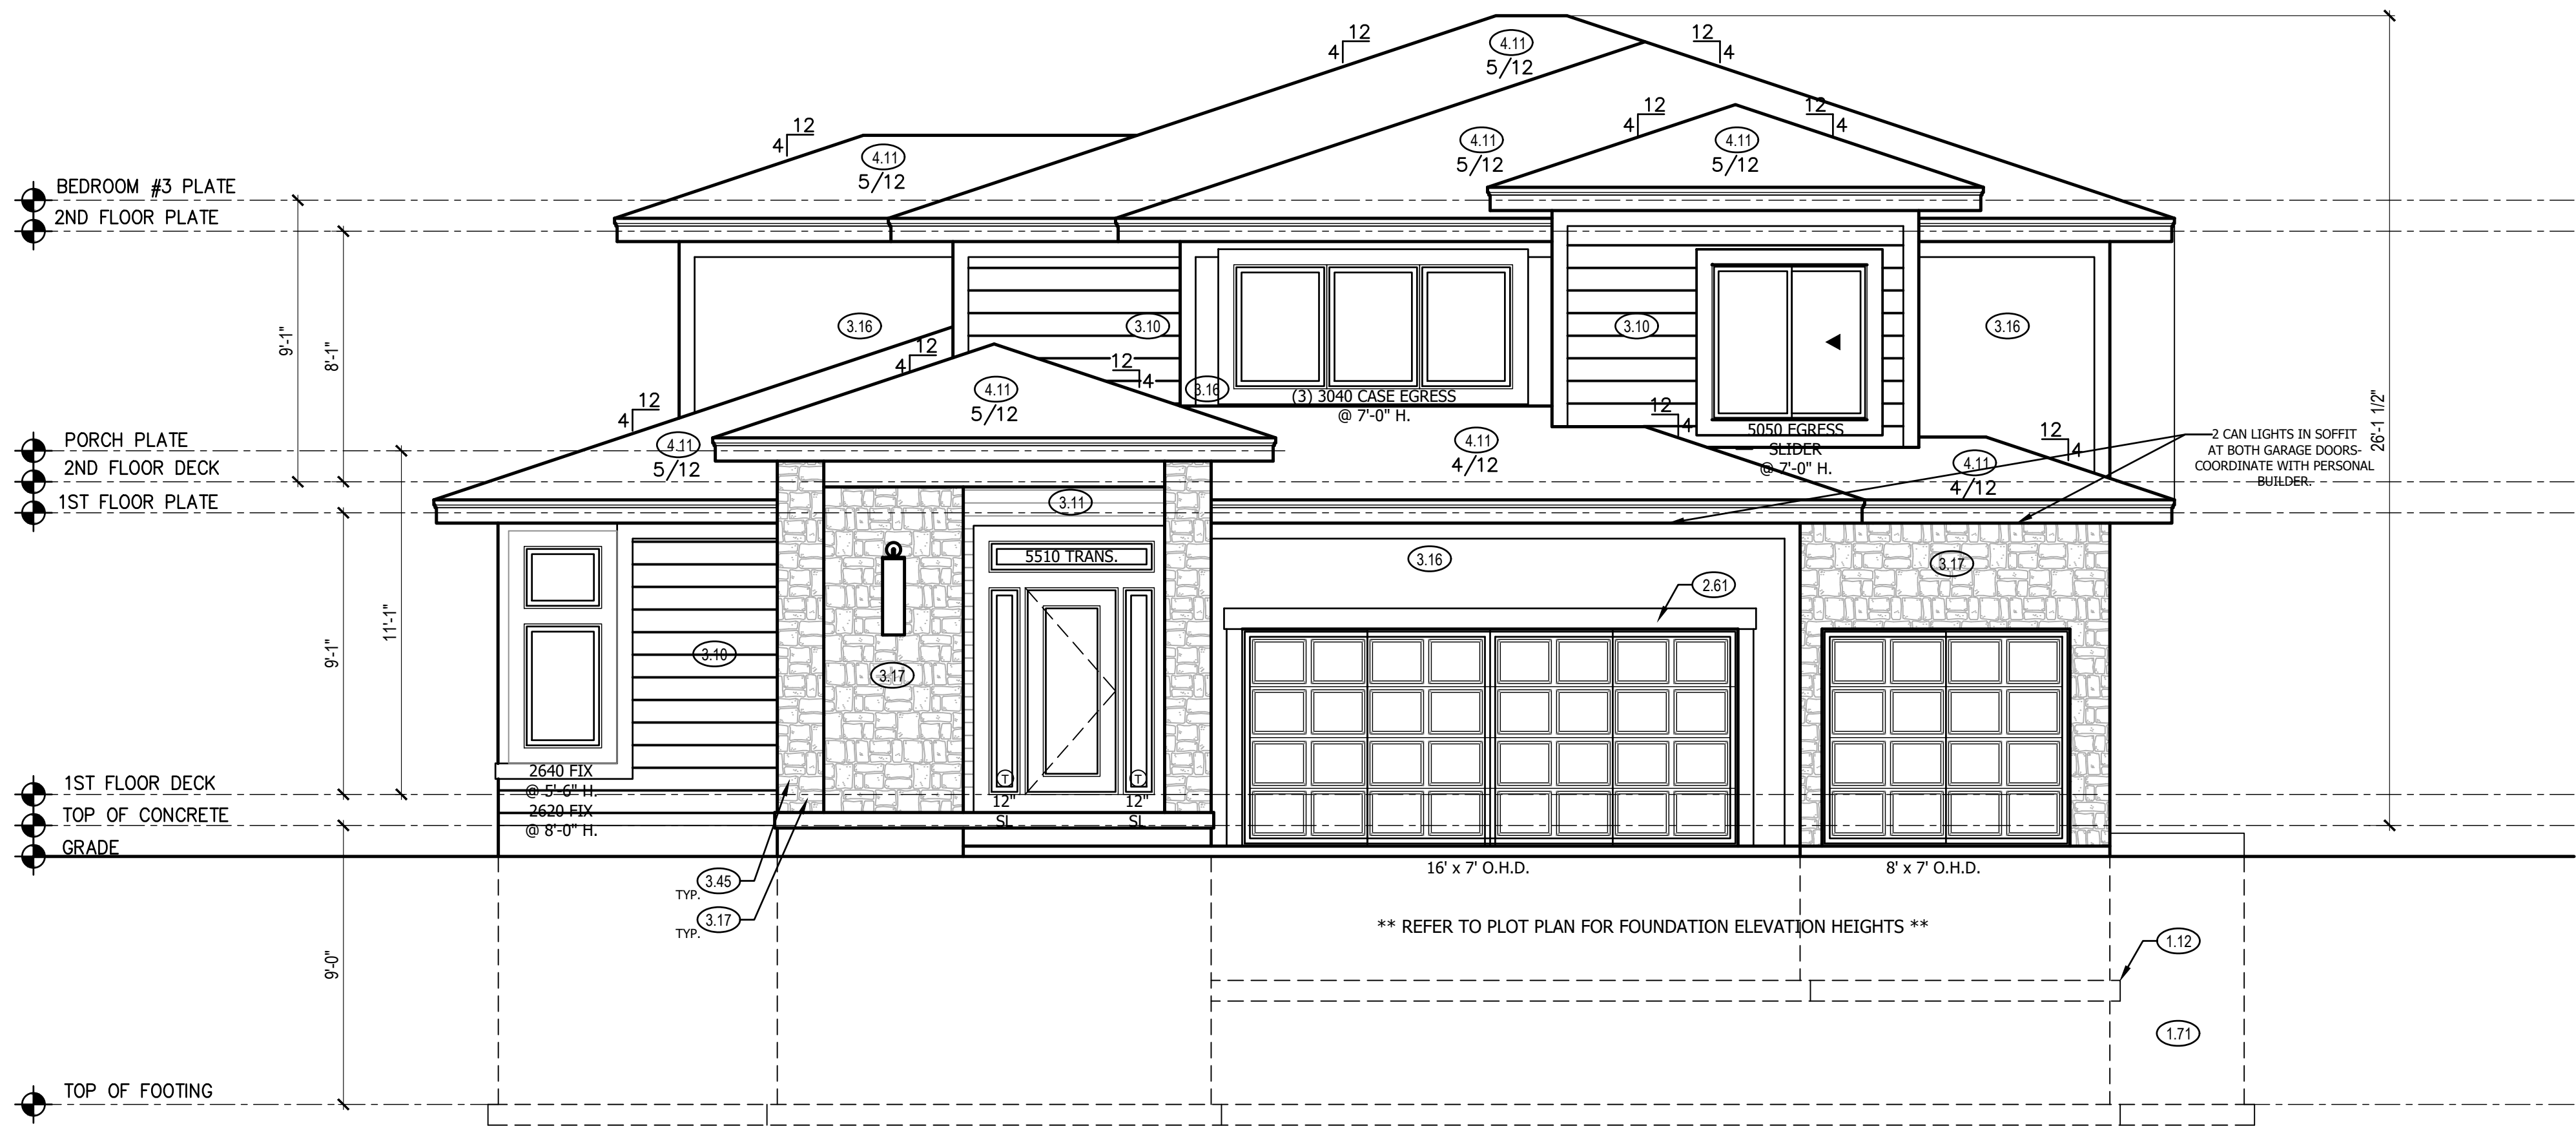 12
4
4.11
5/12
12
4
12
4
4.11
5/12
12
4
4.11
5/12
12
4
12
4
4.11
5/12
BEDROOM #3 PLATE
2ND FLOOR PLATE
9'-1"
8'-1"
3.16
3.10
3.10
3.16
12
4
12
4
3.16
(3) 3040 CASE EGRESS
@ 7'-0" H.
4.11
5/12
12
4
12
4
5050 EGRESS
SLIDER
@ 7'-0" H.
12
4
26'-1 1/2"
2 CAN LIGHTS IN SOFFIT
AT BOTH GARAGE DOORS-
COORDINATE WITH PERSONAL
BUILDER.
PORCH PLATE
2ND FLOOR DECK
1ST FLOOR PLATE
4.11
5/12
4.11
4/12
4.11
4/12
3.11
5510 TRANS.
3.16
3.17
2.61
11'-1"
9'-1"
3.10
3.17
1ST FLOOR DECK
TOP OF CONCRETE
GRADE
2640 FIX
@ 5'-6" H.
2620 FIX
@ 8'-0" H.
T
T
12"
SL
12"
SL
16' x 7' O.H.D.
8' x 7' O.H.D.
3.45
TYP.
3.17
TYP.
** REFER TO PLOT PLAN FOR FOUNDATION ELEVATION HEIGHTS **
9'-0"
1.12
1.71
TOP OF FOOTING